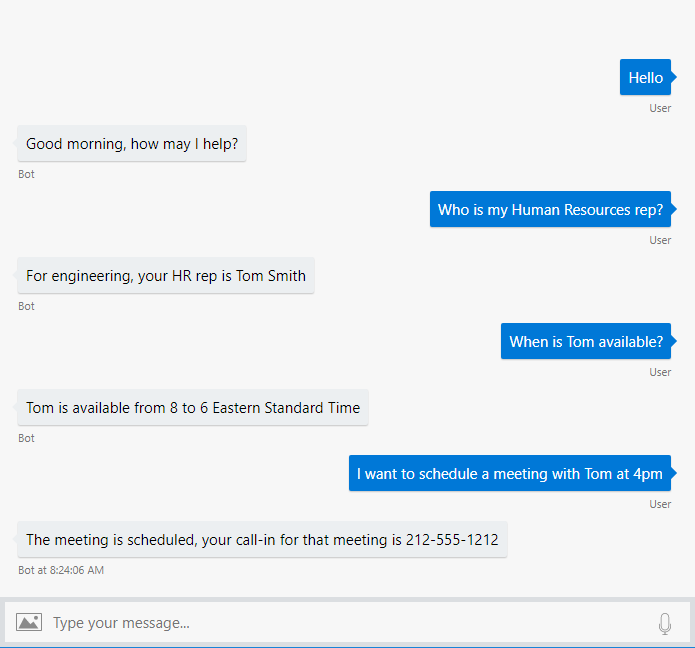 Hello
User
Good morning, how may I help?
Bot
Who is my Human Resources rep?
User
For engineering, your HR rep is Tom Smith
Bot
When is Tom available?
User
Tom is available from 8 to 6 Eastern Standard Time
Bot
I want to schedule a meeting with Tom at 4pm
User
The meeting is scheduled, your call-in for that meeting is 212-555-1212
Bot at 8:24:06 AM
Type your message...